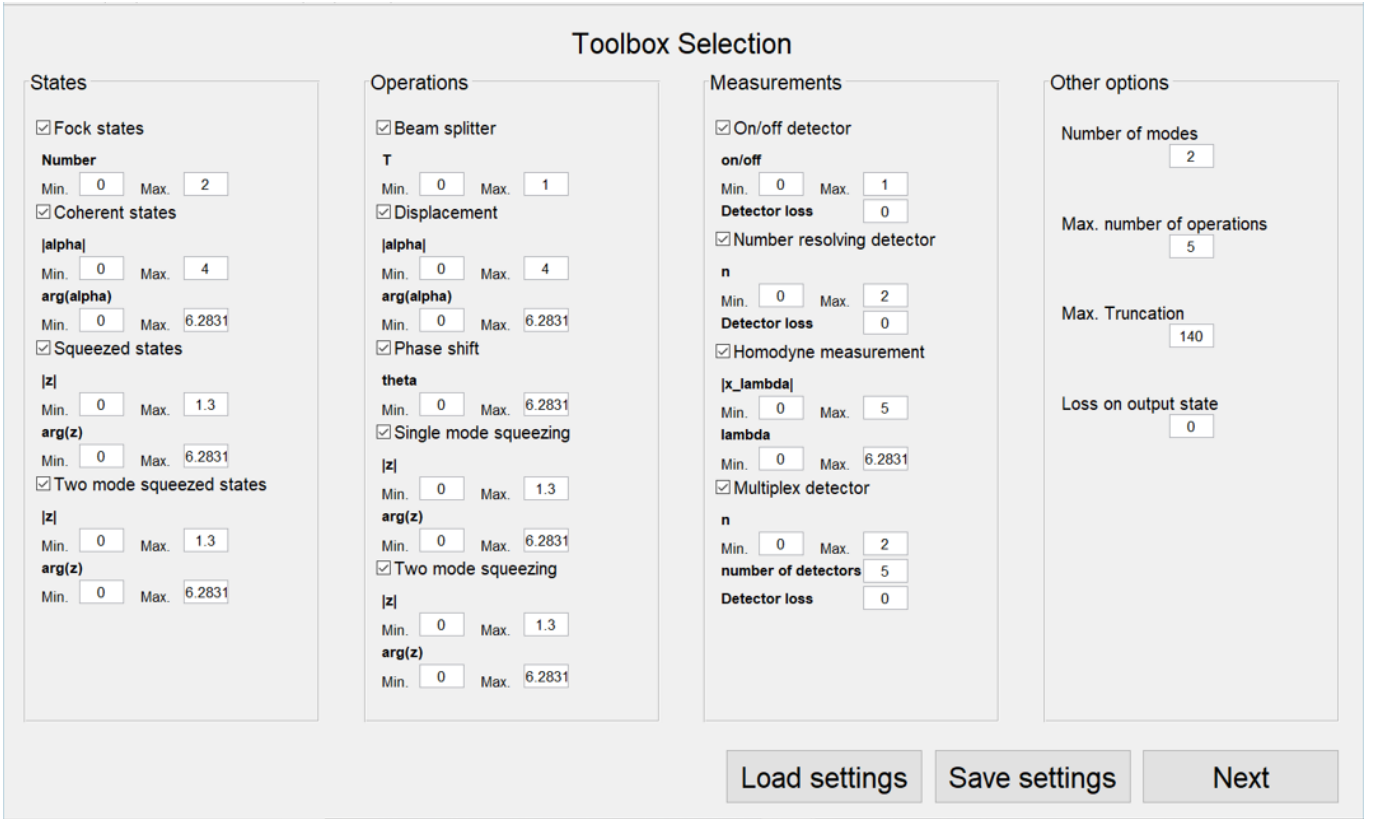 Toolbox Selection
States
Fock states
Number
Min. 0 Max. 2
Coherent states
|alpha|
Min. 0 Max. 4
arg(alpha)
Min. 0 Max. 6.2831
Squeezed states
|z|
Min. 0 Max. 1.3
arg(z)
Min. 0 Max. 6.2831
Two mode squeezed states
|z|
Min. 0 Max. 1.3
arg(z)
Min. 0 Max. 6.2831
Operations
Beam splitter
T
Min. 0 Max. 1
Displacement
|alpha|
Min. 0 Max. 4
arg(alpha)
Min. 0 Max. 6.2831
Phase shift
theta
Min. 0 Max. 6.2831
Single mode squeezing
|z|
Min. 0 Max. 1.3
arg(z)
Min. 0 Max. 6.2831
Two mode squeezing
|z|
Min. 0 Max. 1.3
arg(z)
Min. 0 Max. 6.2831
Measurements
On/off detector
on/off
Min. 0 Max. 1
Detector loss 0
Number resolving detector
n
Min. 0 Max. 2
Detector loss 0
Homodyne measurement
|x_lambda|
Min. 0 Max. 5
lambda
Min. 0 Max. 6.2831
Multiplex detector
n
Min. 0 Max. 2
number of detectors 5
Detector loss 0
Other options
Number of modes
2
Max. number of operations
5
Max. Truncation
140
Loss on output state
0
Load settings
Save settings
Next